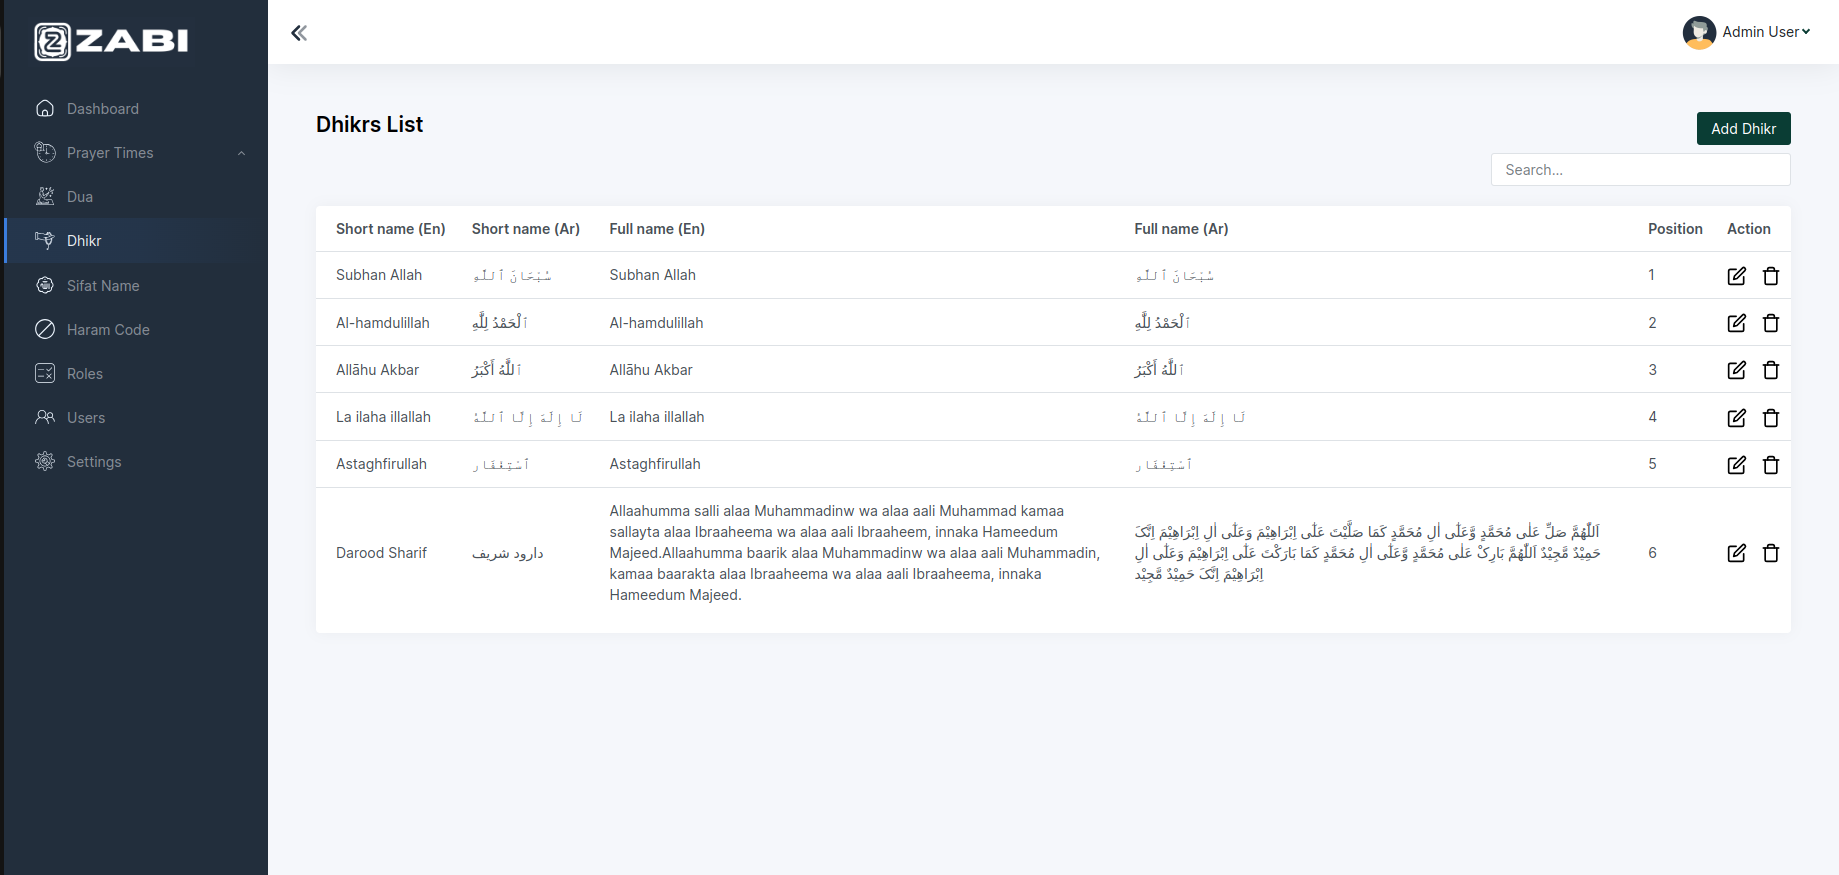 ZABI
Admin User
Dashboard
Prayer Times
Dua
Dhikr
Sifat Name
Haram Code
Roles
Users
Settings
Dhikrs List
Add Dhikr
Search...
Short name (En) Short name (Ar) Full name (En) Full name (Ar) Position Action
Subhan Allah سُبْحَانَ ٱللَّٰهِ Subhan Allah سُبْحَانَ ٱللَّٰهِ 1
Al-hamdulillah ٱلْحَمْدُ لِلَّٰهِ Al-hamdulillah ٱلْحَمْدُ لِلَّٰهِ 2
Allāhu Akbar ٱللَّٰهُ أَكْبَرُ Allāhu Akbar ٱللَّٰهُ أَكْبَرُ 3
La ilaha illallah لَا إِلَٰهَ إِلَّا ٱللَّٰهُ La ilaha illallah لَا إِلَٰهَ إِلَّا ٱللَّٰهُ 4
Astaghfirullah ٱسْتِغْفَار Astaghfirullah ٱسْتِغْفَار 5
Darood Sharif دارود شريف
Allaahumma salli alaa Muhammadinw wa alaa aali Muhammad kamaa
sallayta alaa Ibraaheema wa alaa aali Ibraaheem, innaka Hameedum
Majeed.Allaahumma baarik alaa Muhammadinw wa alaa aali Muhammadin,
kamaa baarakta alaa Ibraaheema wa alaa aali Ibraaheema, innaka
Hameedum Majeed.
اَللّٰهُمَّ صَلِّ عَلٰى مُحَمَّدٍ وَّعَلٰٓى اٰلِ مُحَمَّدٍ كَمَا صَلَّيْتَ عَلٰٓى اِبْرَاهِيْمَ وَعَلٰٓى اٰلِ اِبْرَاهِيْمَ اِنَّکَ
حَمِيْدٌ مَّجِيْدٌ اَللّٰهُمَّ بَارِكْ عَلٰى مُحَمَّدٍ وَّعَلٰٓى اٰلِ مُحَمَّدٍ كَمَا بَارَكْتَ عَلٰٓى اِبْرَاهِيْمَ وَعَلٰٓى اٰلِ
اِبْرَاهِيْمَ اِنَّکَ حَمِيْدٌ مَّجِيْد
6